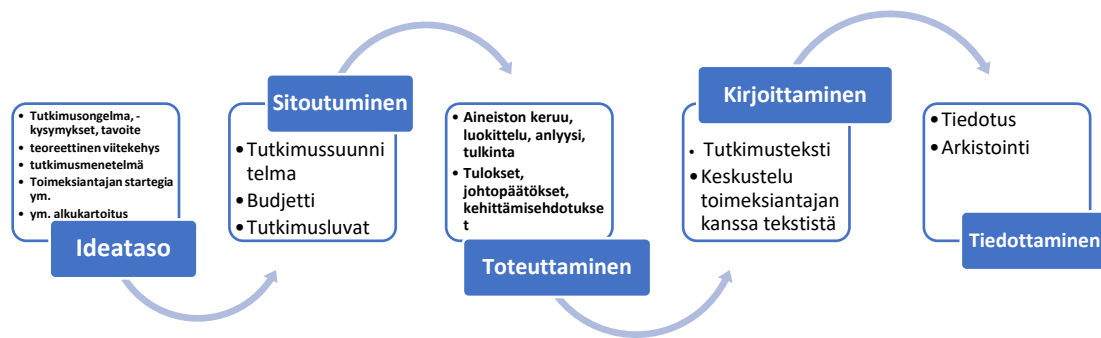 • Tutkimusongelma, -
kysymykset, tavoite
• teoreettinen viitekehys
• tutkimusmenetelmä
• Toimeksiantajan startegia
ym.
• ym. alkukartoitus
Ideataso
Sitoutuminen
• Tutkimussuunni
telma
• Budjetti
• Tutkimusluvat
• Aineiston keruu,
luokittelu, anlyysi,
tulkinta
• Tulokset,
johtopäätökset,
kehittämisehdotukse
t
Toteuttaminen
Kirjoittaminen
• Tutkimusteksti
• Keskustelu
toimeksiantajan
kanssa tekstistä
• Tiedotus
• Arkistointi
Tiedottaminen